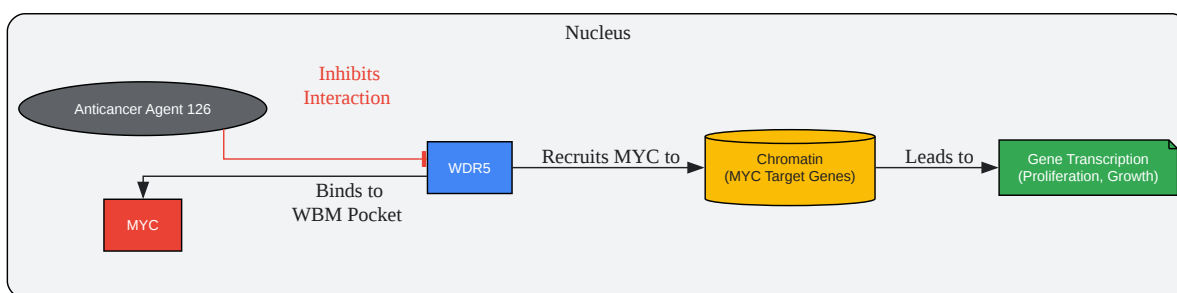 Nucleus
Inhibits
Interaction
Anticancer Agent 126
WDR5
Recruits MYC to
Chromatin
(MYC Target Genes)
Leads to
Gene Transcription
(Proliferation, Growth)
Binds to
WBM Pocket
MYC